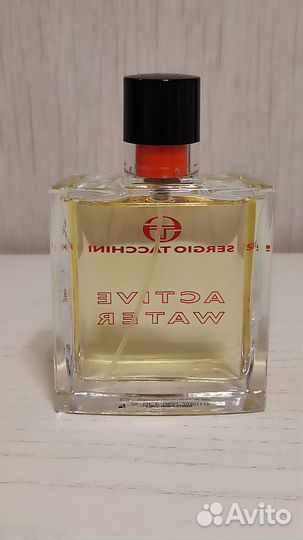 SERGIO TACCHINI
ACTIVE
WATER
Avito